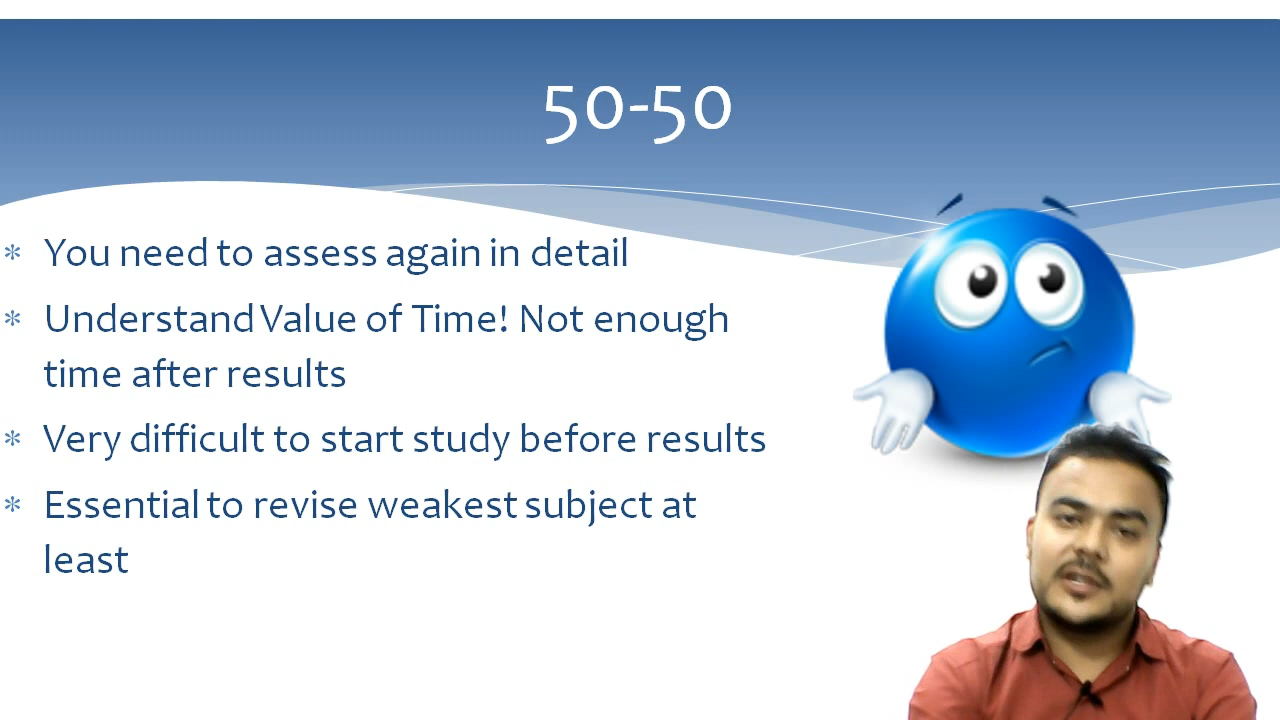 50-50
* You need to assess again in detail
* Understand Value of Time! Not enough
time after results
* Very difficult to start study before results
* Essential to revise weakest subject at
least